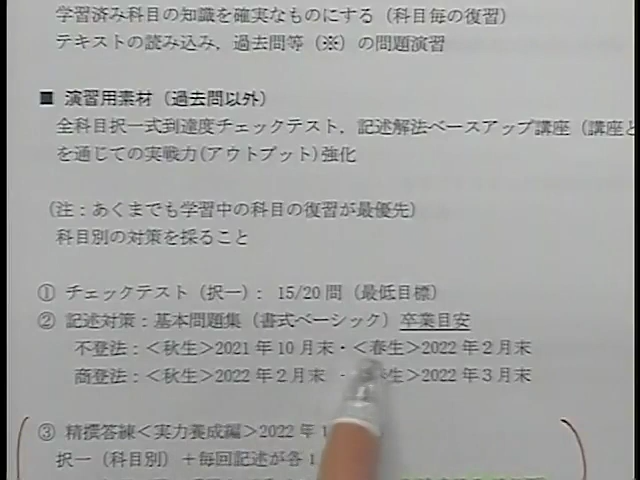 学習済み科目の知識を確実なものにする（科目毎の復習）
テキストの読み込み，過去問等（※）の問題演習
■ 演習用素材（過去問以外）
全科目択一式到達度チェックテスト，記述解法ベースアップ講座（講座と
を通じての実戦力(アウトプット)強化
（注：あくまでも学習中の科目の復習が最優先）
科目別の対策を採ること
① チェックテスト（択一）： 15/20 問（最低目標）
② 記述対策：基本問題集（書式ベーシック）卒業目安
不登法：＜秋生＞2021 年 10 月末・＜春生＞2022 年 2 月末
商登法：＜秋生＞2022 年 2 月末 ・ 生＞2022 年 3 月末
③ 精撰答練＜実力養成編＞2022 年 1
択一（科目別）＋毎回記述が各 1